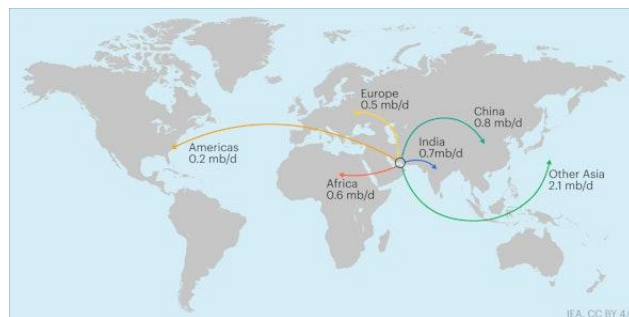 Europe
0.5 mb/d
China
0.8 mb/d
Americas
0.2 mb/d
India
0.7mb/d
Africa
0.6 mb/d
Other Asia
2.1 mb/d
IEA. CC BY 4.